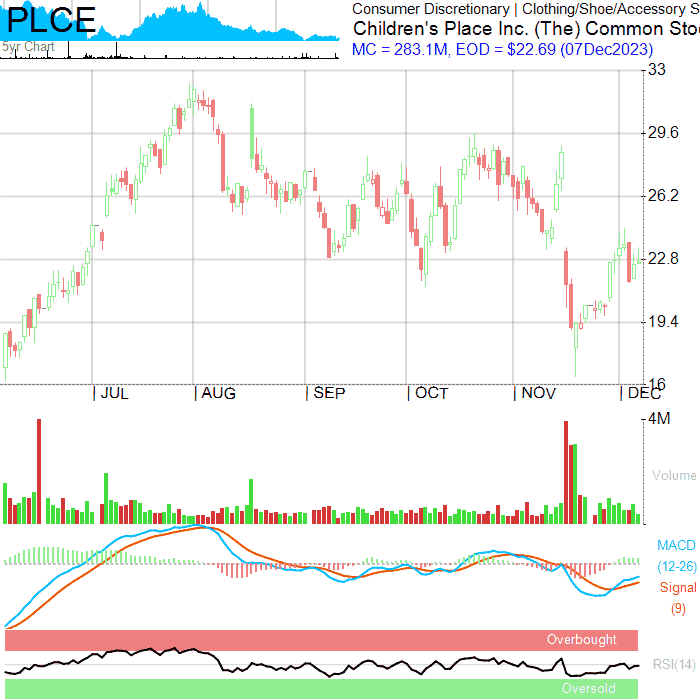 PLCE
5yr Chart
Consumer Discretionary | Clothing/Shoe/Accessory S
Children's Place Inc. (The) Common Sto
MC = 283.1M, EOD = $22.69 (07Dec2023)
33
29.6
26.2
22.8
19.4
16
| JUL | AUG | SEP | OCT | NOV | DEC
4M
Volume
MACD
(12-26)
Signal
(9)
Overbought
RSI(14)
Oversold